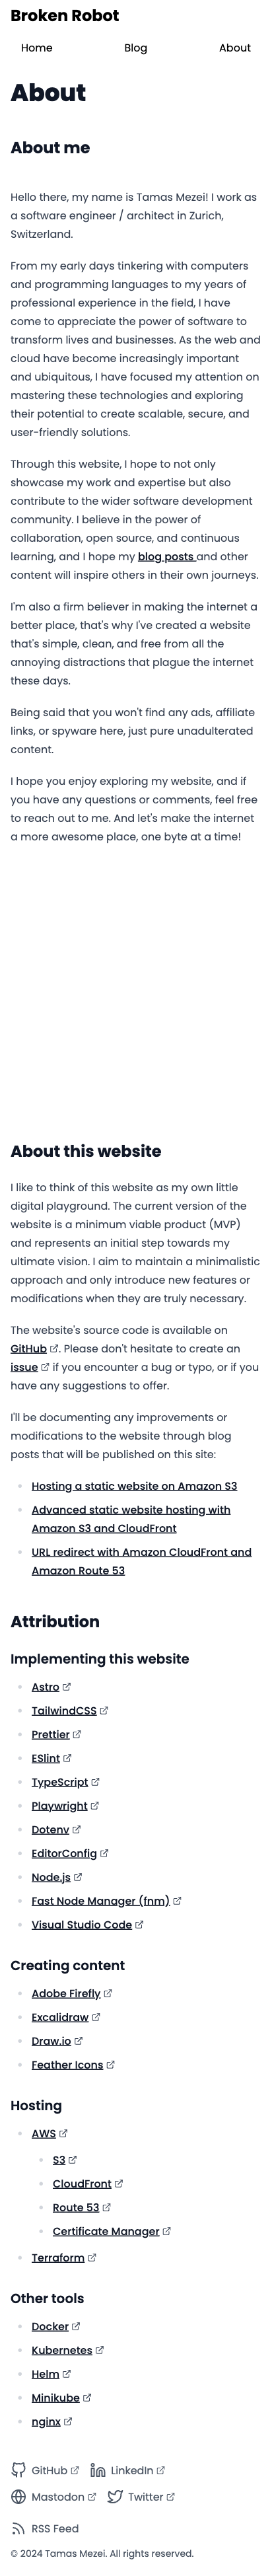 Broken Robot
Home Blog About
About
About me
Hello there, my name is Tamas Mezei! I work as
a software engineer / architect in Zurich,
Switzerland.
From my early days tinkering with computers
and programming languages to my years of
professional experience in the field, I have
come to appreciate the power of software to
transform lives and businesses. As the web and
cloud have become increasingly important
and ubiquitous, I have focused my attention on
mastering these technologies and exploring
their potential to create scalable, secure, and
user-friendly solutions.
Through this website, I hope to not only
showcase my work and expertise but also
contribute to the wider software development
community. I believe in the power of
collaboration, open source, and continuous
learning, and I hope my blog posts and other
content will inspire others in their own journeys.
I'm also a firm believer in making the internet a
better place, that's why I've created a website
that's simple, clean, and free from all the
annoying distractions that plague the internet
these days.
Being said that you won't find any ads, affiliate
links, or spyware here, just pure unadulterated
content.
I hope you enjoy exploring my website, and if
you have any questions or comments, feel free
to reach out to me. And let's make the internet
a more awesome place, one byte at a time!
About this website
I like to think of this website as my own little
digital playground. The current version of the
website is a minimum viable product (MVP)
and represents an initial step towards my
ultimate vision. I aim to maintain a minimalistic
approach and only introduce new features or
modifications when they are truly necessary.
The website's source code is available on
GitHub. Please don't hesitate to create an
issue if you encounter a bug or typo, or if you
have any suggestions to offer.
I'll be documenting any improvements or
modifications to the website through blog
posts that will be published on this site:
Hosting a static website on Amazon S3
Advanced static website hosting with
Amazon S3 and CloudFront
URL redirect with Amazon CloudFront and
Amazon Route 53
Attribution
Implementing this website
Astro
TailwindCSS
Prettier
ESlint
TypeScript
Playwright
Dotenv
EditorConfig
Node.js
Fast Node Manager (fnm)
Visual Studio Code
Creating content
Adobe Firefly
Excalidraw
Draw.io
Feather Icons
Hosting
AWS
S3
CloudFront
Route 53
Certificate Manager
Terraform
Other tools
Docker
Kubernetes
Helm
Minikube
nginx
GitHub LinkedIn
Mastodon Twitter
RSS Feed
© 2024 Tamas Mezei. All rights reserved.